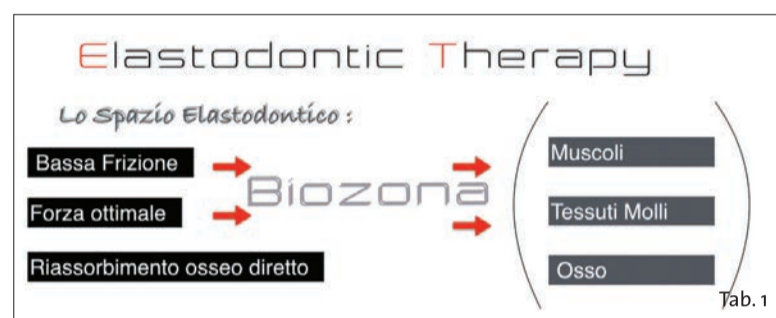 Elastodontic Therapy
Lo Spazio Elastodontico :
Bassa Frizione
Forza ottimale
Riassorbimento osseo diretto
Biozona
Muscoli
Tessuti Molli
Osso
Tab. 1